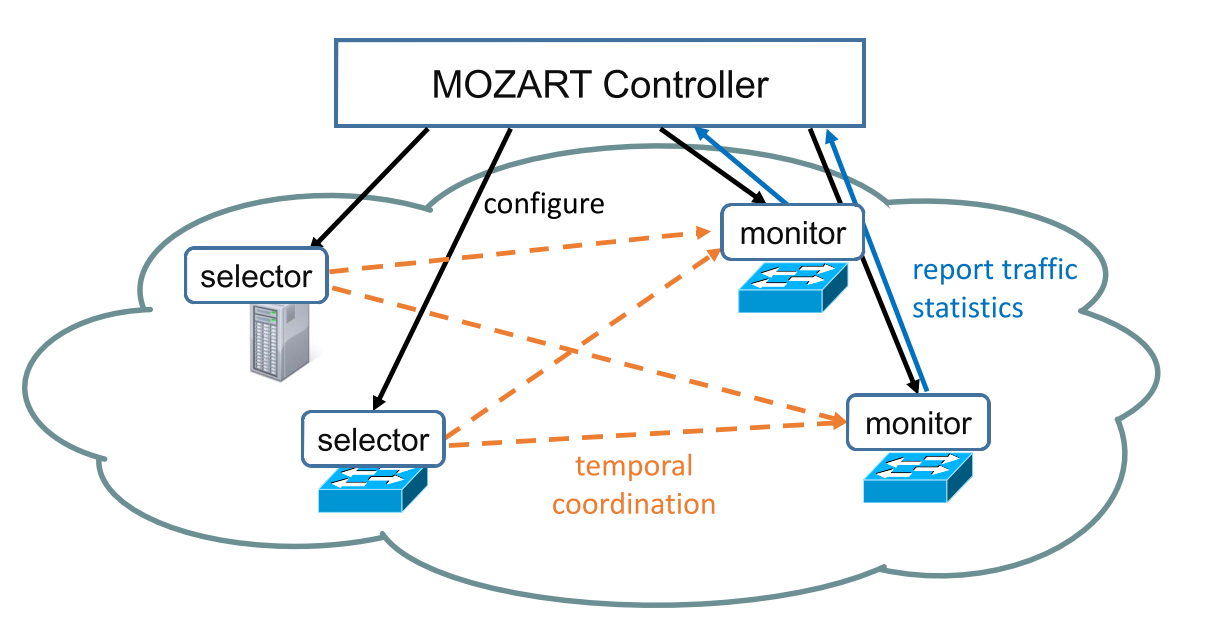 MOZART Controller
configure
monitor
selector
report traffic
statistics
monitor
selector
temporal
coordination